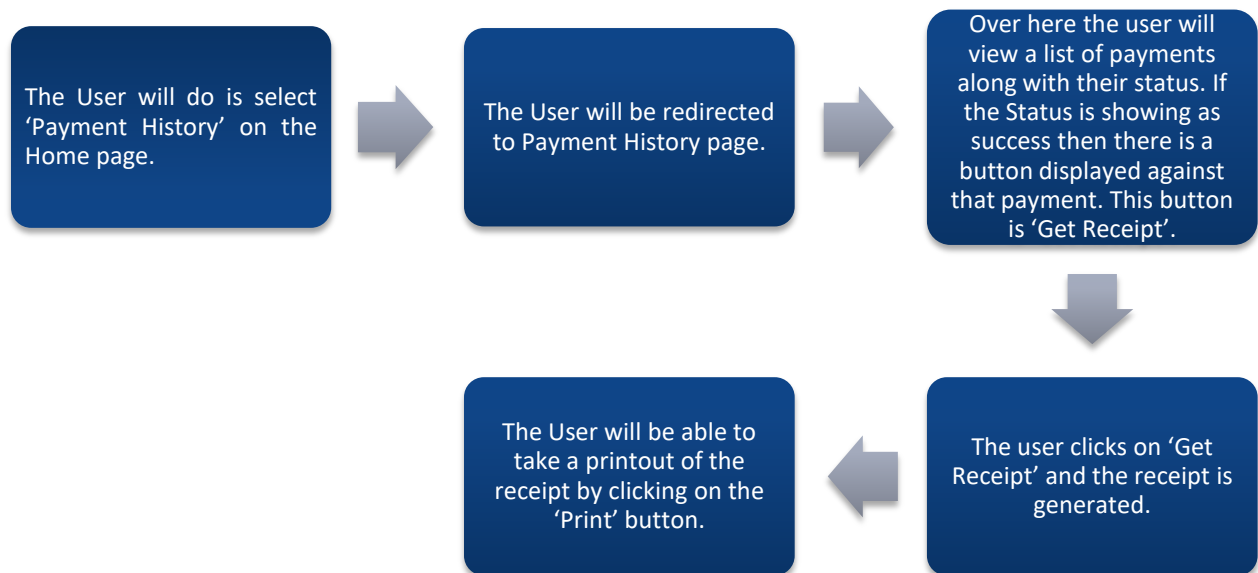 The User will do is select
‘Payment History’ on the
Home page.
The User will be redirected
to Payment History page.
Over here the user will
view a list of payments
along with their status. If
the Status is showing as
success then there is a
button displayed against
that payment. This button
is ‘Get Receipt’.
The user clicks on ‘Get
Receipt’ and the receipt is
generated.
The User will be able to
take a printout of the
receipt by clicking on the
‘Print’ button.